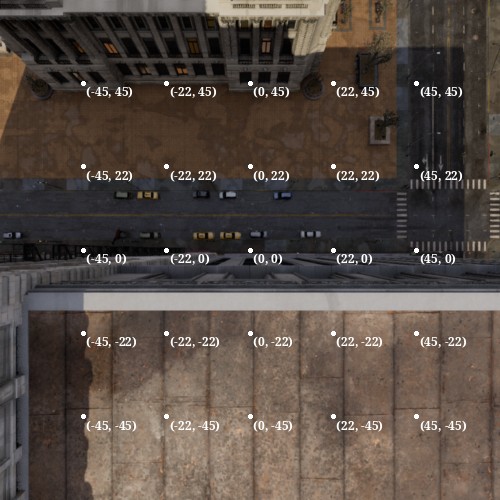 (-45, 45) (-22, 45) (0, 45) (22, 45) (45, 45)
(-45, 22) (-22, 22) (0, 22) (22, 22) (45, 22)
(-45, 0) (-22, 0) (0, 0) (22, 0) (45, 0)
(-45, -22) (-22, -22) (0, -22) (22, -22) (45, -22)
(-45, -45) (-22, -45) (0, -45) (22, -45) (45, -45)